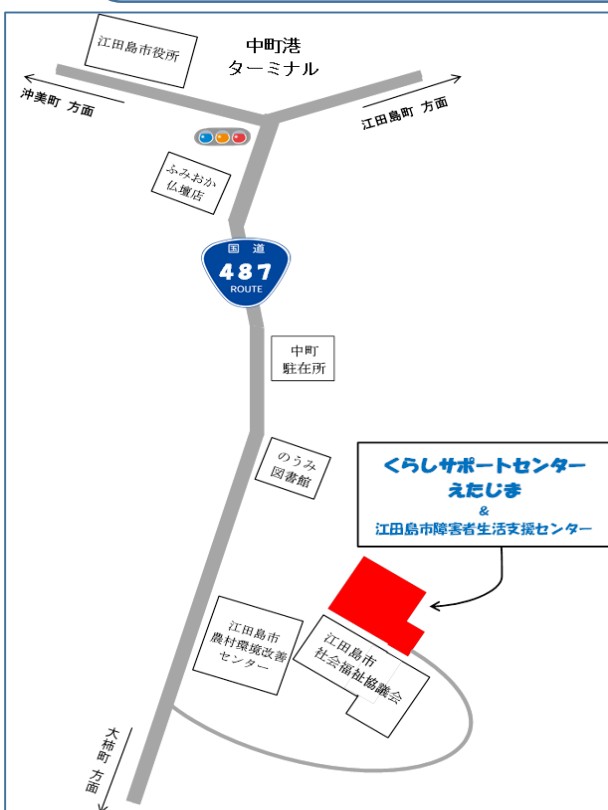 江田島市役所
中町港
ターミナル
沖美町 方面
江田島町 方面
ふみおか
仏壇店
国道
487
ROUTE
中町
駐在所
のうみ
図書館
くらしサポートセンター
えたじま
&
江田島市障害者生活支援センター
江田島市
農村環境改善
センター
江田島市
社会福祉協議会
大柿町 方面